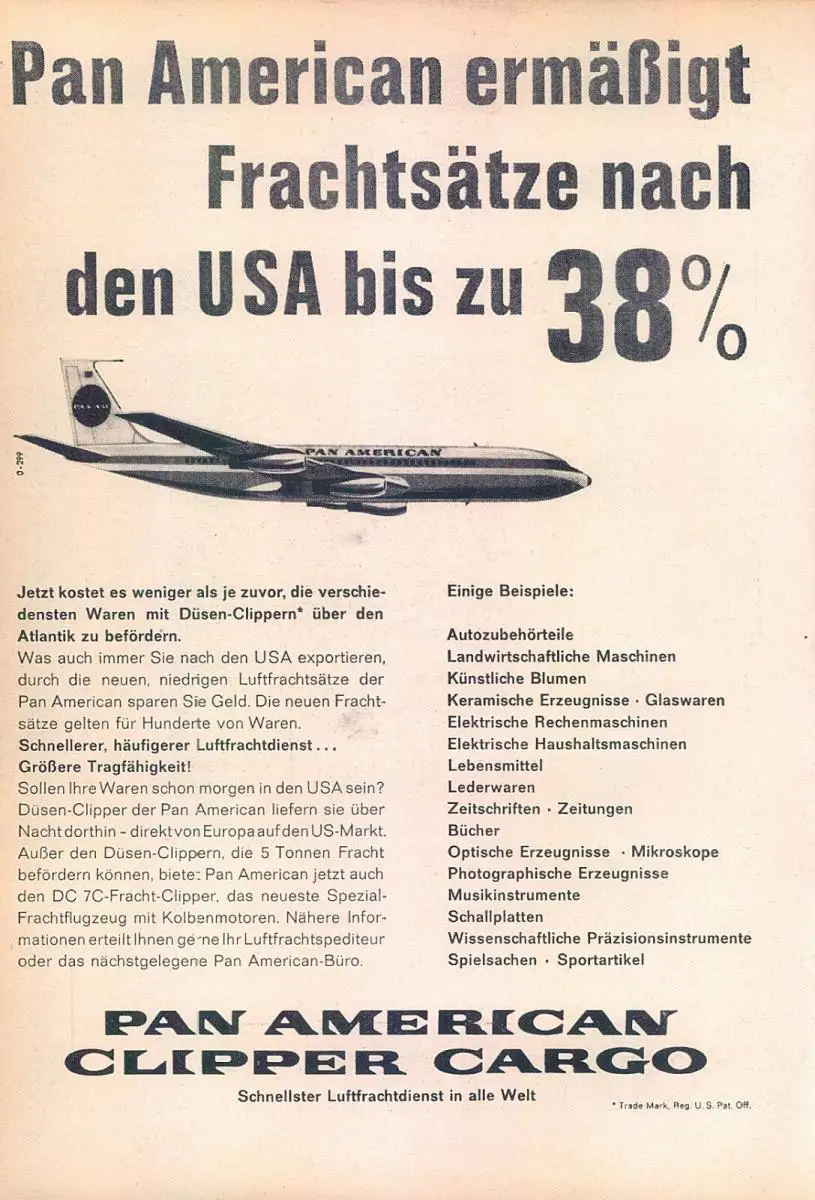 Pan American ermäßigt
Frachtsätze nach
den USA bis zu 38%
PAN AM
PAN AMERICAN
O-299
Jetzt kostet es weniger als je zuvor, die verschie-
densten Waren mit Düsen-Clippern* über den
Atlantik zu befördern.
Was auch immer Sie nach den USA exportieren,
durch die neuen, niedrigen Luftfrachtsätze der
Pan American sparen Sie Geld. Die neuen Fracht-
sätze gelten für Hunderte von Waren.
Schnellerer, häufigerer Luftfrachtdienst...
Größere Tragfähigkeit!
Sollen Ihre Waren schon morgen in den USA sein?
Düsen-Clipper der Pan American liefern sie über
Nacht dorthin – direkt von Europa auf den US-Markt.
Außer den Düsen-Clippern, die 5 Tonnen Fracht
befördern können, bietet Pan American jetzt auch
den DC 7C-Fracht-Clipper, das neueste Spezial-
Frachtflugzeug mit Kolbenmotoren. Nähere Infor-
mationen erteilt Ihnen gerne Ihr Luftfrachtspediteur
oder das nächstgelegene Pan American-Büro.
Einige Beispiele:
Autozubehörteile
Landwirtschaftliche Maschinen
Künstliche Blumen
Keramische Erzeugnisse · Glaswaren
Elektrische Rechenmaschinen
Elektrische Haushaltsmaschinen
Lebensmittel
Lederwaren
Zeitschriften · Zeitungen
Bücher
Optische Erzeugnisse · Mikroskope
Photographische Erzeugnisse
Musikinstrumente
Schallplatten
Wissenschaftliche Präzisionsinstrumente
Spielsachen · Sportartikel
PAN AMERICAN
CLIPPER CARGO
Schnellster Luftfrachtdienst in alle Welt
* Trade Mark, Reg. U. S. Pat. Off.